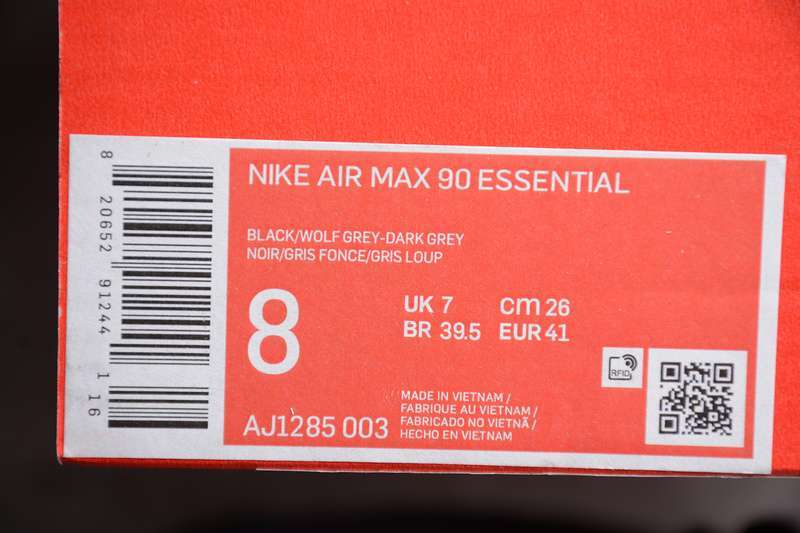 8 20652 91244 1 16
NIKE AIR MAX 90 ESSENTIAL
BLACK/WOLF GREY-DARK GREY
NOIR/GRIS FONCE/GRIS LOUP
8
UK 7 cm 26
BR 39.5 EUR 41
RFID
AJ1285 003
MADE IN VIETNAM /
FABRIQUE AU VIETNAM /
FABRICADO NO VIETNÃ /
HECHO EN VIETNAM